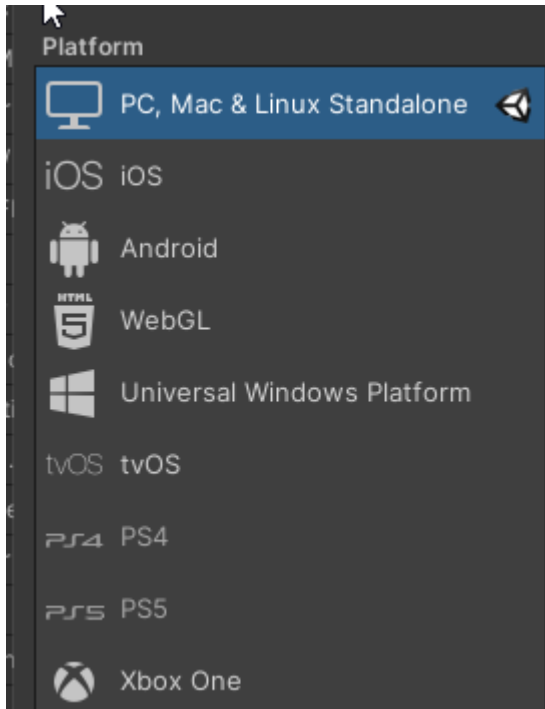 Platform
PC, Mac & Linux Standalone
iOS iOS
Android
HTML
5
WebGL
Universal Windows Platform
tvOS tvOS
PS4 PS4
PS5 PS5
Xbox One